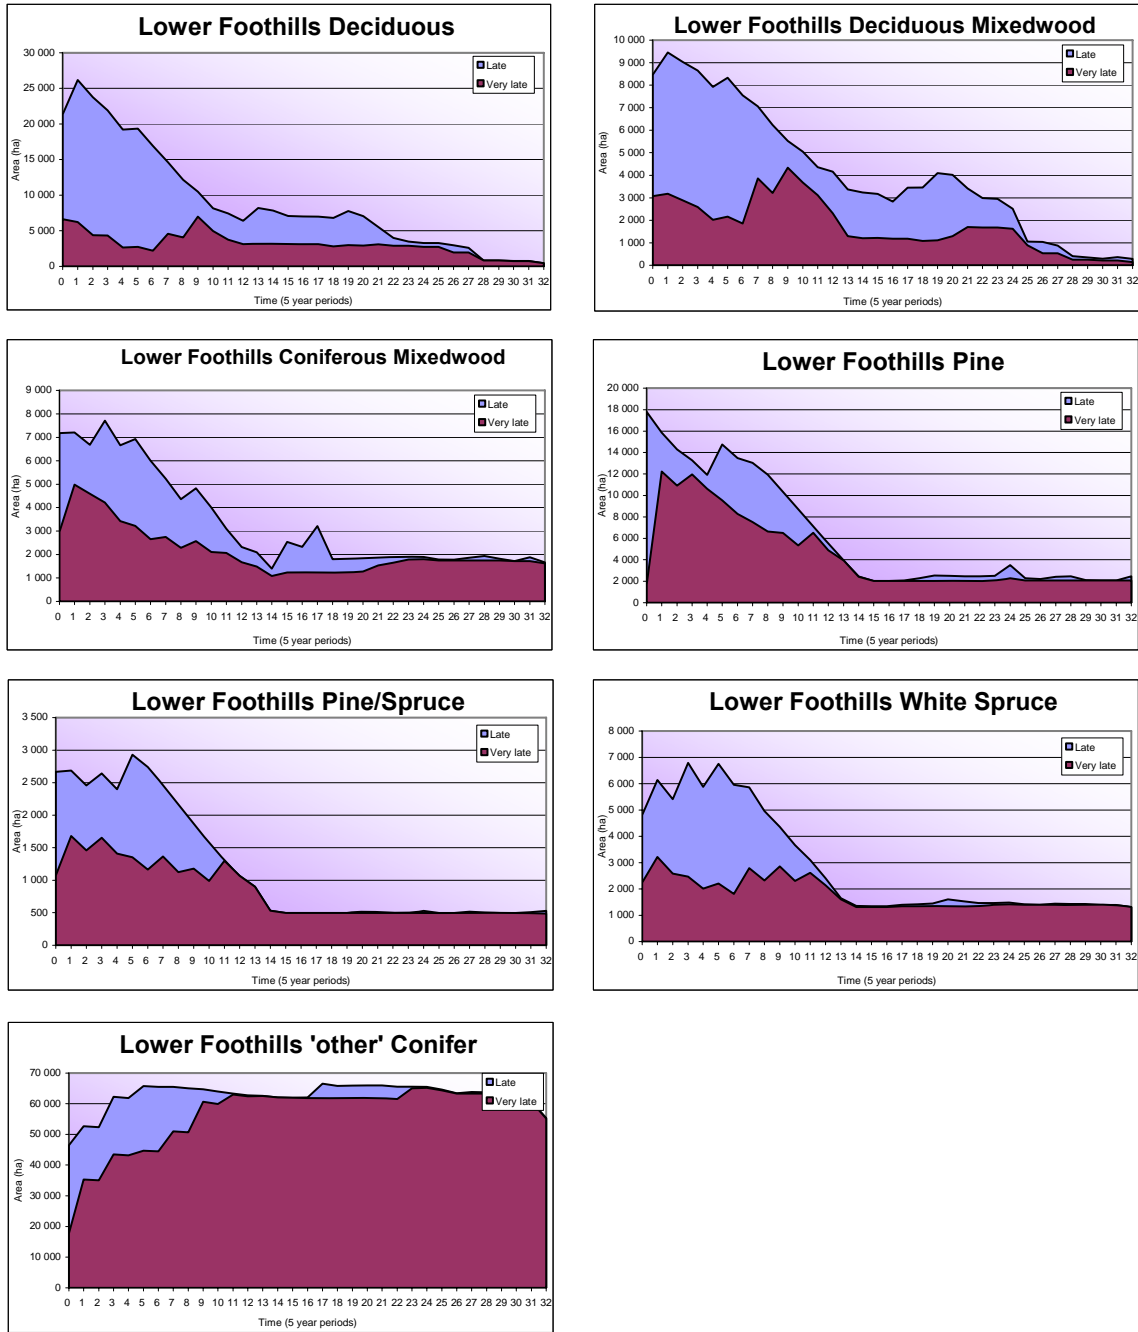 Lower Foothills Deciduous
30 000
25 000
20 000
15 000
10 000
5 000
0
Area (ha)
Late
Very late
0 1 2 3 4 5 6 7 8 9 10 11 12 13 14 15 16 17 18 19 20 21 22 23 24 25 26 27 28 29 30 31 32
Time (5 year periods)
Lower Foothills Deciduous Mixedwood
10 000
9 000
8 000
7 000
6 000
5 000
4 000
3 000
2 000
1 000
0
Area (ha)
Late
Very late
0 1 2 3 4 5 6 7 8 9 10 11 12 13 14 15 16 17 18 19 20 21 22 23 24 25 26 27 28 29 30 31 32
Time (5 year periods)
Lower Foothills Coniferous Mixedwood
9 000
8 000
7 000
6 000
5 000
4 000
3 000
2 000
1 000
0
Area (ha)
Late
Very late
0 1 2 3 4 5 6 7 8 9 10 11 12 13 14 15 16 17 18 19 20 21 22 23 24 25 26 27 28 29 30 31 32
Time (5 year periods)
Lower Foothills Pine
20 000
18 000
16 000
14 000
12 000
10 000
8 000
6 000
4 000
2 000
0
Area (ha)
Late
Very late
0 1 2 3 4 5 6 7 8 9 10 11 12 13 14 15 16 17 18 19 20 21 22 23 24 25 26 27 28 29 30 31 32
Time (5 year periods)
Lower Foothills Pine/Spruce
3 500
3 000
2 500
2 000
1 500
1 000
500
0
Area (ha)
Late
Very late
0 1 2 3 4 5 6 7 8 9 10 11 12 13 14 15 16 17 18 19 20 21 22 23 24 25 26 27 28 29 30 31 32
Time (5 year periods)
Lower Foothills White Spruce
8 000
7 000
6 000
5 000
4 000
3 000
2 000
1 000
0
Area (ha)
Late
Very late
0 1 2 3 4 5 6 7 8 9 10 11 12 13 14 15 16 17 18 19 20 21 22 23 24 25 26 27 28 29 30 31 32
Time (5 year periods)
Lower Foothills 'other' Conifer
70 000
60 000
50 000
40 000
30 000
20 000
10 000
0
Area (ha)
Late
Very late
0 1 2 3 4 5 6 7 8 9 10 11 12 13 14 15 16 17 18 19 20 21 22 23 24 25 26 27 28 29 30 31 32
Time (5 year periods)